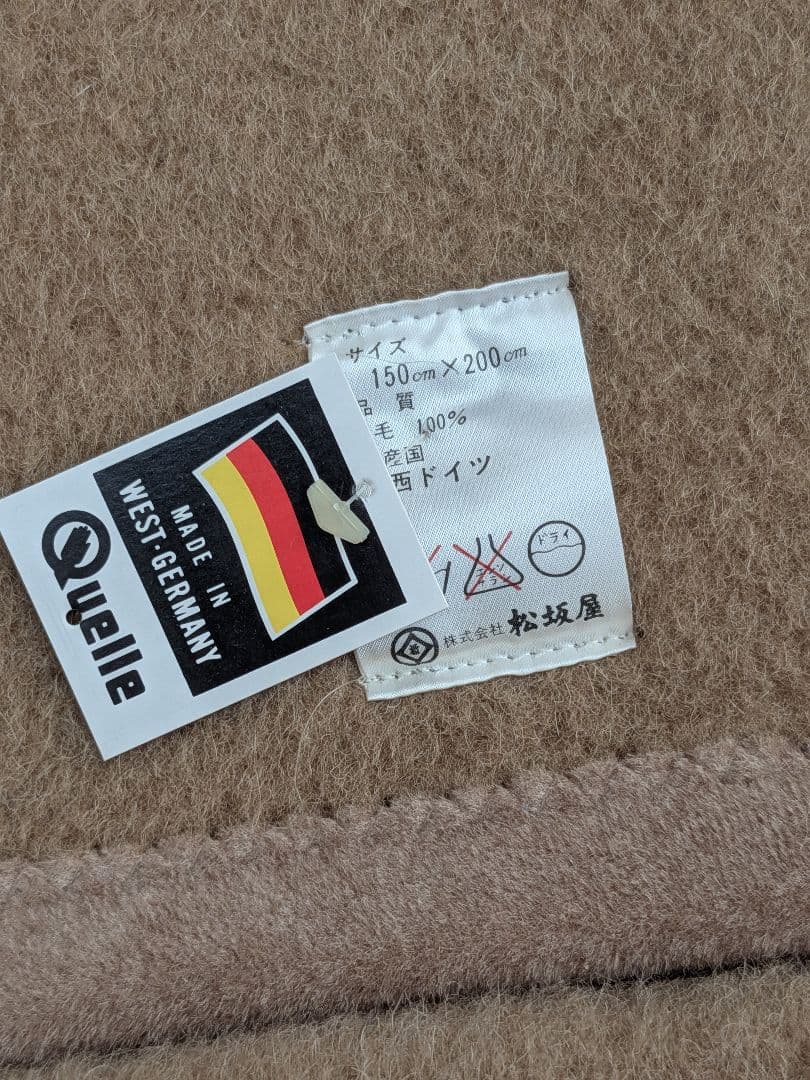 Quelle
MADE IN
WEST·GERMANY
サイズ
150cm×200cm
品 質
毛 100%
産国
西ドイツ
ドライ
株式会社 松坂屋